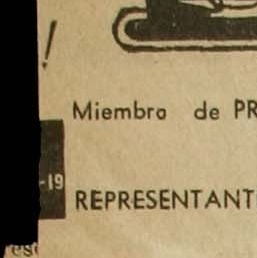 !
Miembro de PR
-19
REPRESENTANT